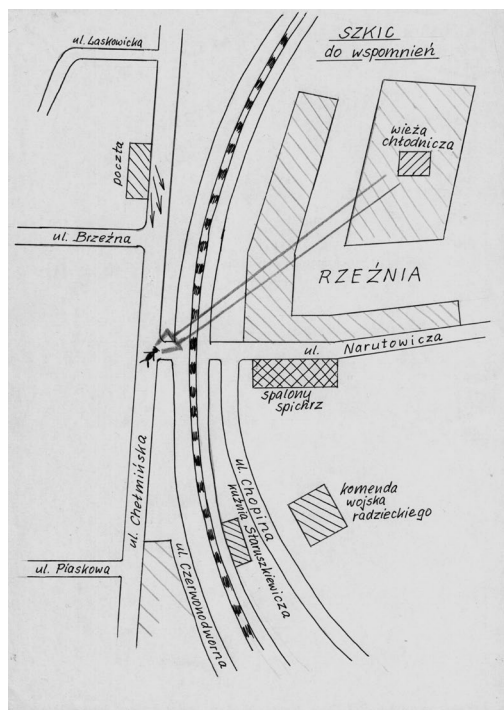 SZKIC
do wspomnień
ul. Laskowicka
wieża
chłodnicza
poczta
ul. Brzeźna
RZEŹNIA
ul. Narutowicza
spalony
spichrz
ul. Chełmińska
ul. Chopina
kuźnia Staruszkiewicza
komenda
wojska
radzieckiego
ul. Piaskowa
ul. Czerwonodworna